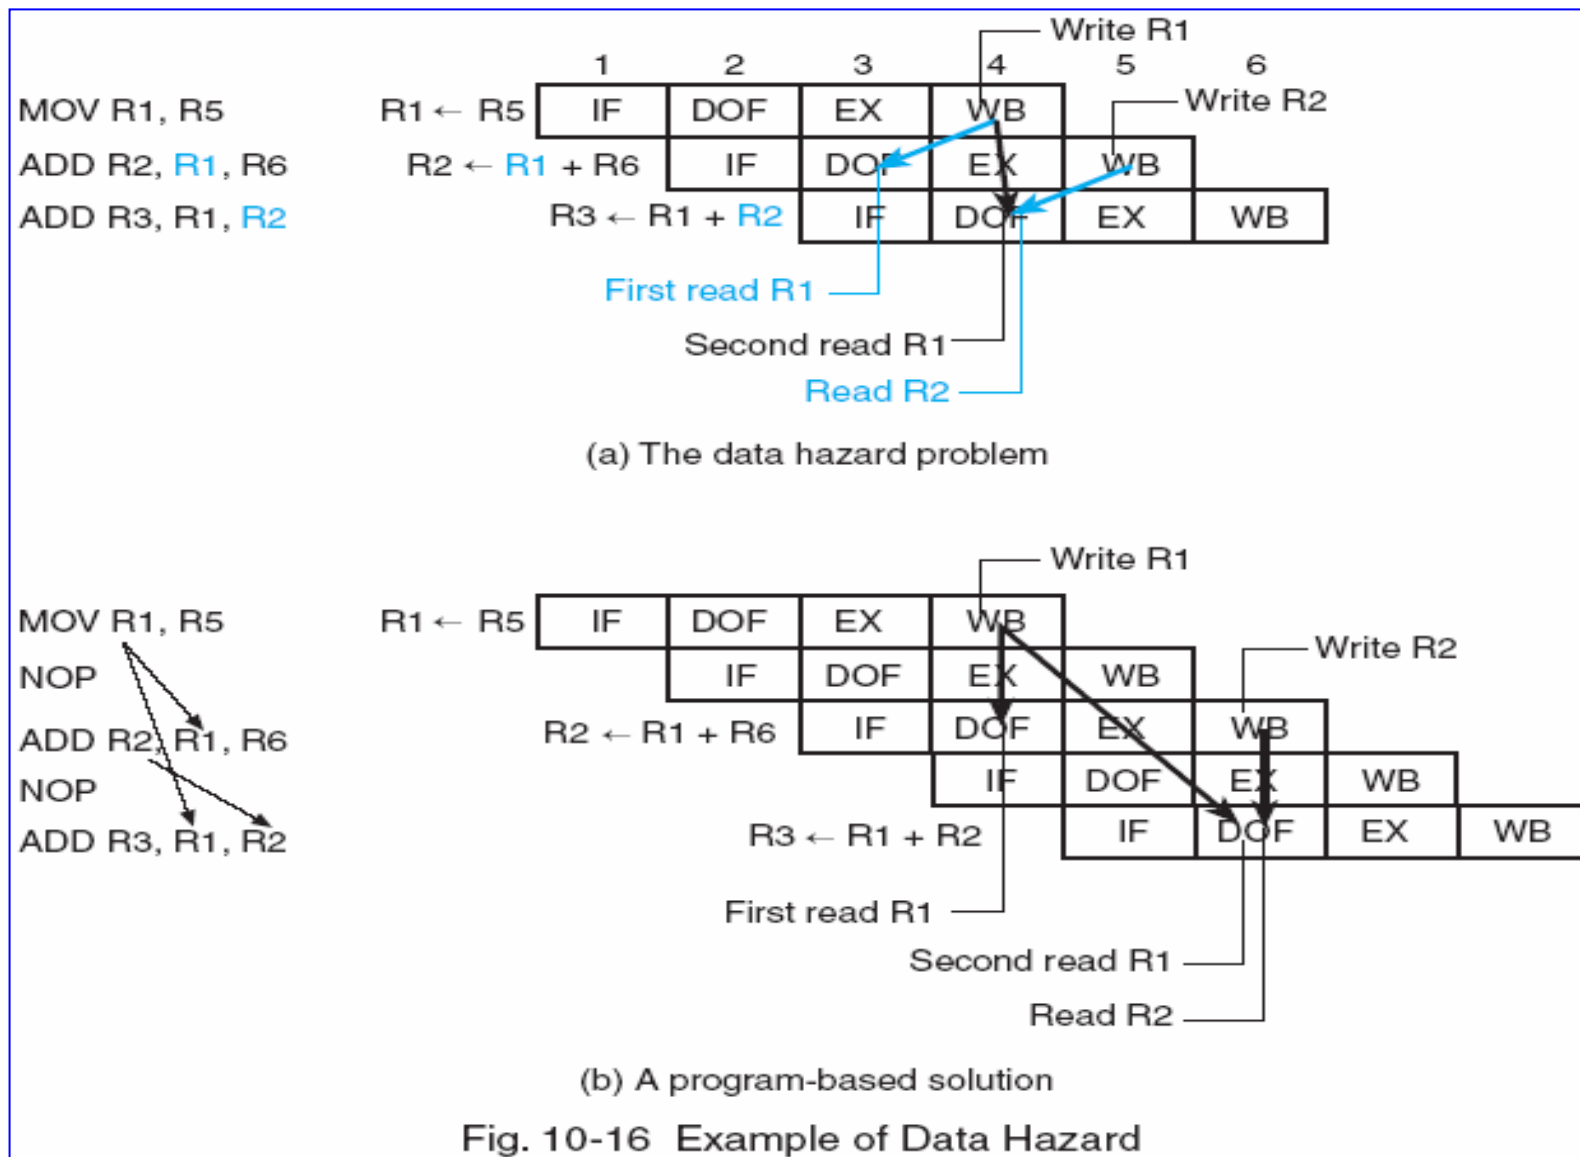 Write R1
1 2 3 4 5 6
MOV R1, R5 R1 ← R5 IF DOF EX WB Write R2
ADD R2, R1, R6 R2 ← R1 + R6 IF DOF EX WB
ADD R3, R1, R2 R3 ← R1 + R2 IF DOF EX WB
First read R1
Second read R1
Read R2
(a) The data hazard problem
Write R1
MOV R1, R5 R1 ← R5 IF DOF EX WB
Write R2
NOP IF DOF EX WB
ADD R2, R1, R6 R2 ← R1 + R6 IF DOF EX WB
NOP IF DOF EX WB
ADD R3, R1, R2 R3 ← R1 + R2 IF DOF EX WB
First read R1
Second read R1
Read R2
(b) A program-based solution
Fig. 10-16 Example of Data Hazard